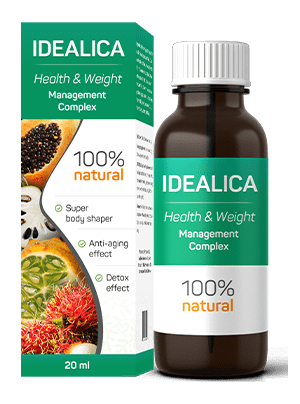 IDEALICA
Health & Weight
Management
Complex
100%
natural
Super
body shaper
Anti-aging
effect
Detox
effect
20 ml
IDEALICA
Health & Weight
Management
Complex
100%
natural